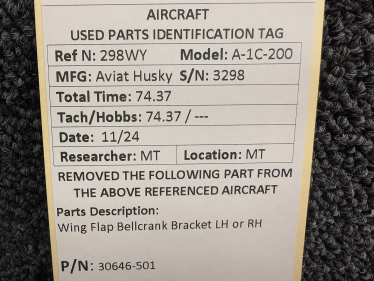 AIRCRAFT
USED PARTS IDENTIFICATION TAG
Ref N: 298WY Model: A-1C-200
MFG: Aviat Husky S/N: 3298
Total Time: 74.37
Tach/Hobbs: 74.37 / ---
Date: 11/24
Researcher: MT Location: MT
REMOVED THE FOLLOWING PART FROM
THE ABOVE REFERENCED AIRCRAFT
Parts Description:
Wing Flap Bellcrank Bracket LH or RH
P/N: 30646-501